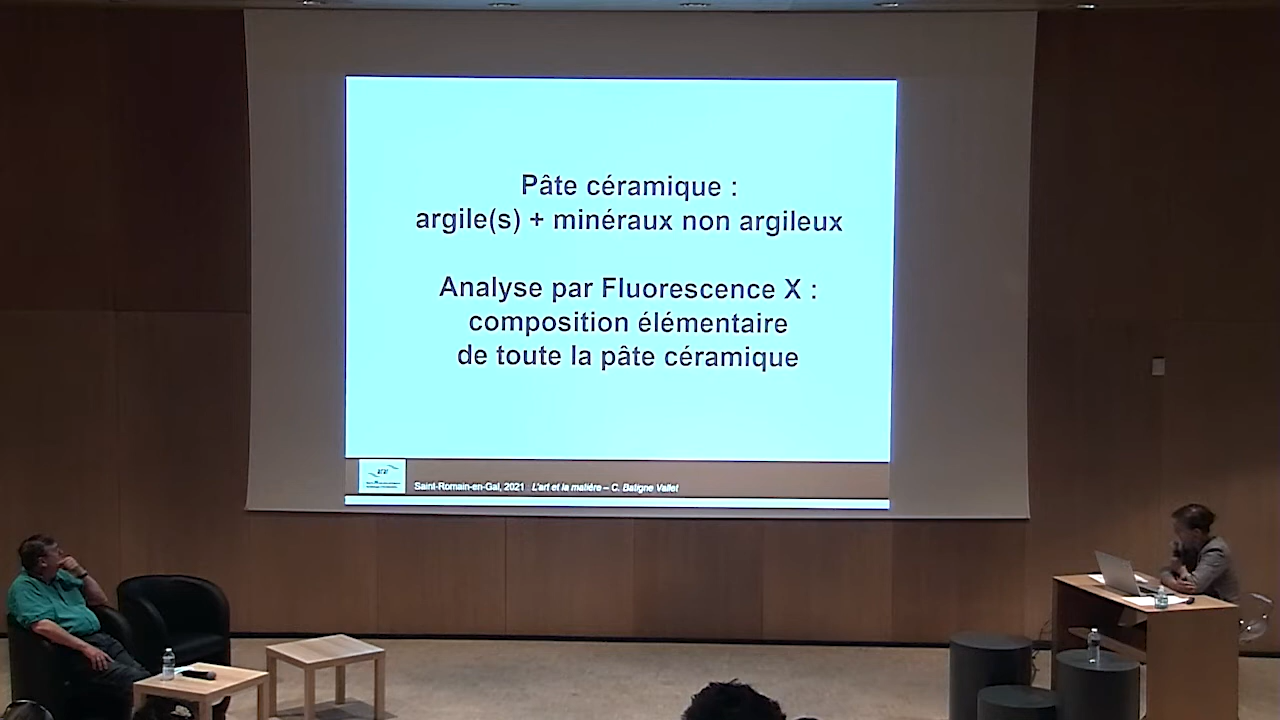 Pâte céramique :
argile(s) + minéraux non argileux
Analyse par Fluorescence X :
composition élémentaire
de toute la pâte céramique
Saint-Romain-en-Gal, 2021 L'art et la matière – C. Batigne Vallet